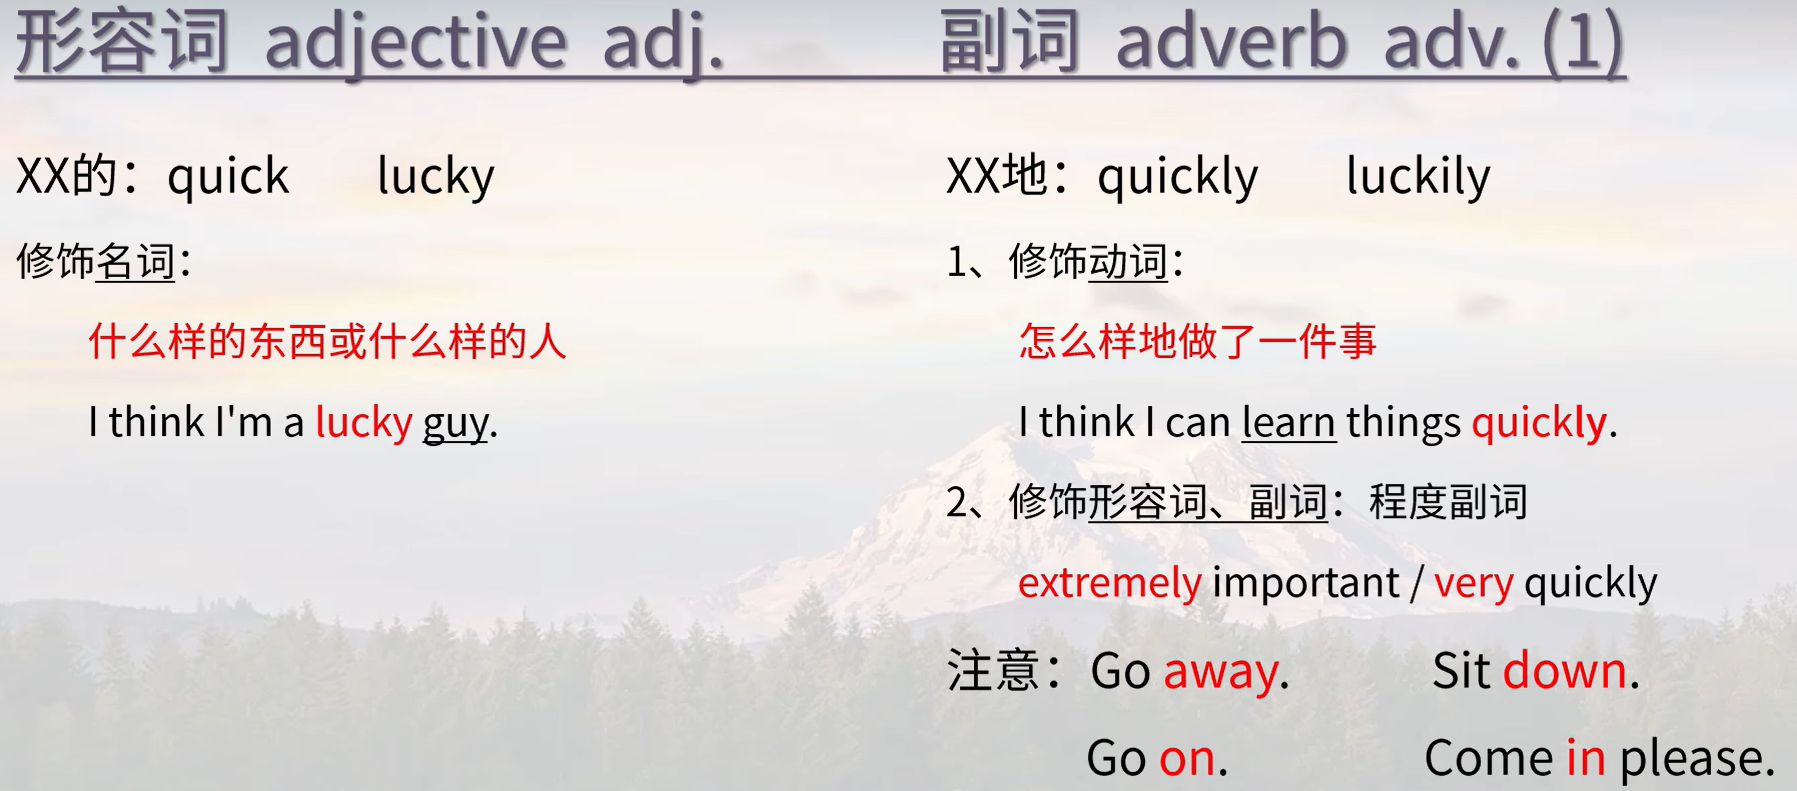 形容词 adjective adj.
XX的：quick lucky
修饰名词：
什么样的东西或什么样的人
I think I'm a lucky guy.
副词 adverb adv. (1)
XX地：quickly luckily
1、修饰动词：
怎么样地做了一件事
I think I can learn things quickly.
2、修饰形容词、副词：程度副词
extremely important / very quickly
注意：Go away. Sit down.
Go on. Come in please.